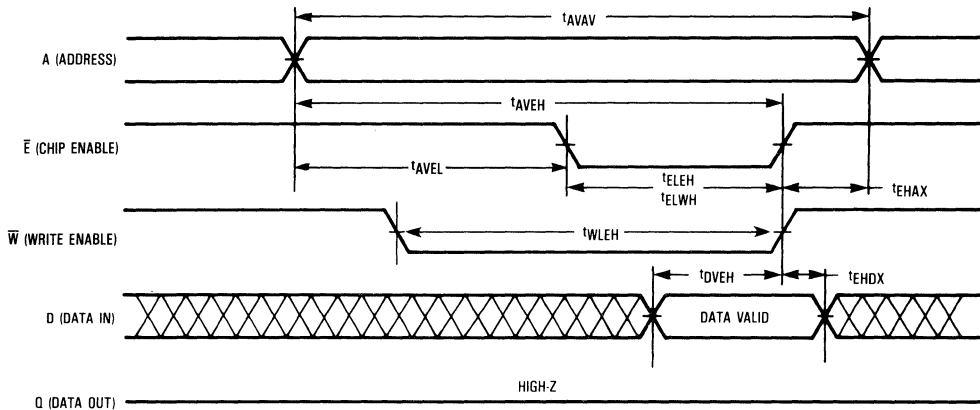 tAVAV
A (ADDRESS)
tAVEH
E̅ (CHIP ENABLE)
tAVEL
tELEH
tELWH
tEHAX
W̅ (WRITE ENABLE)
tWLEH
tDVEH
tEHDX
D (DATA IN)
DATA VALID
HIGH-Z
Q (DATA OUT)